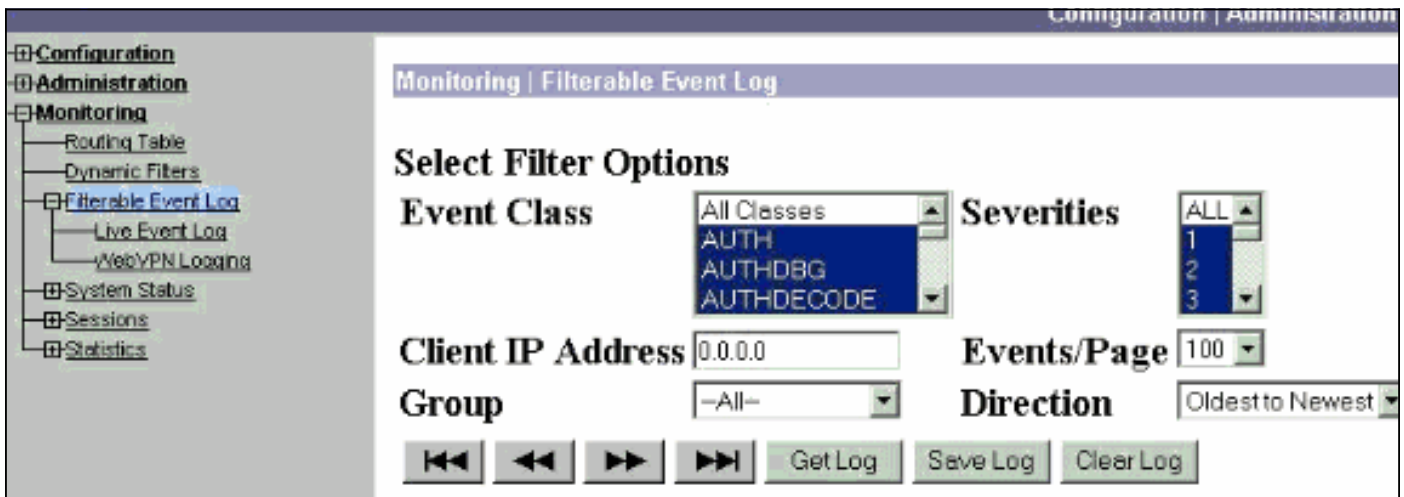 Configuration | Administration
Configuration
Administration
Monitoring
Routing Table
Dynamic Filters
Filterable Event Log
Live Event Log
WebVPN Logging
System Status
Sessions
Statistics
Monitoring | Filterable Event Log
Select Filter Options
Event Class
All Classes
AUTH
AUTHDBG
AUTHDECODE
Severities
ALL
1
2
3
Client IP Address 0.0.0.0
Events/Page 100
Group --All--
Direction Oldest to Newest
Get Log Save Log Clear Log